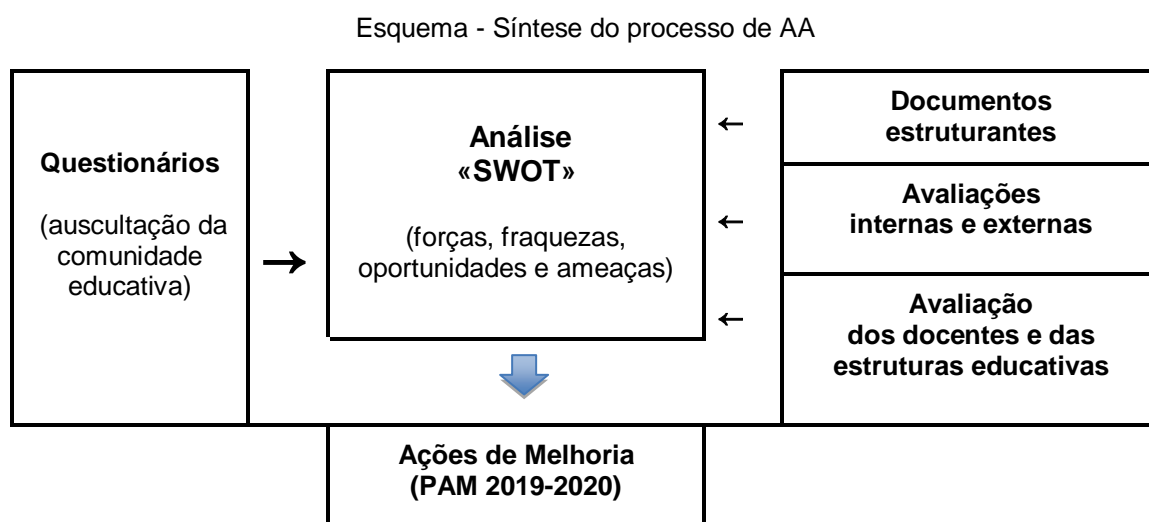 Esquema - Síntese do processo de AA
Questionários
(auscultação da
comunidade
educativa)
→
Análise
«SWOT»
(forças, fraquezas,
oportunidades e ameaças)
←
←
←
Documentos
estruturantes
Avaliações
internas e externas
Avaliação
dos docentes e das
estruturas educativas
Ações de Melhoria
(PAM 2019-2020)